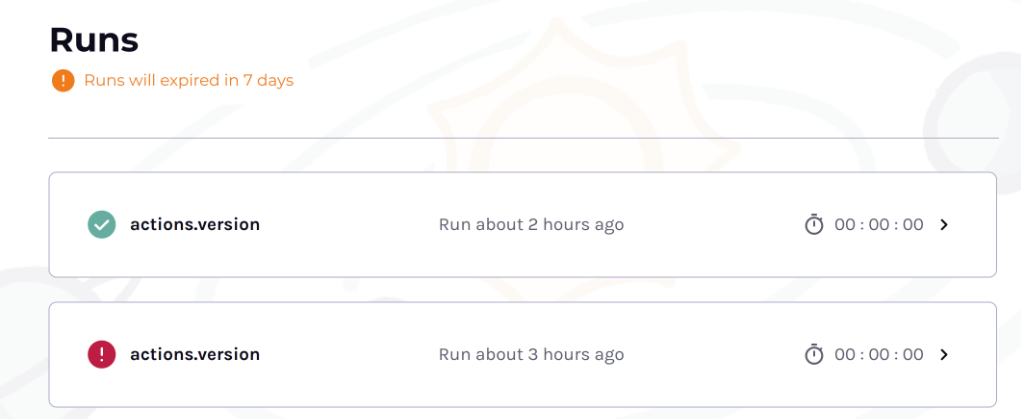 Runs
Runs will expired in 7 days
actions.version Run about 2 hours ago 00 : 00 : 00
actions.version Run about 3 hours ago 00 : 00 : 00